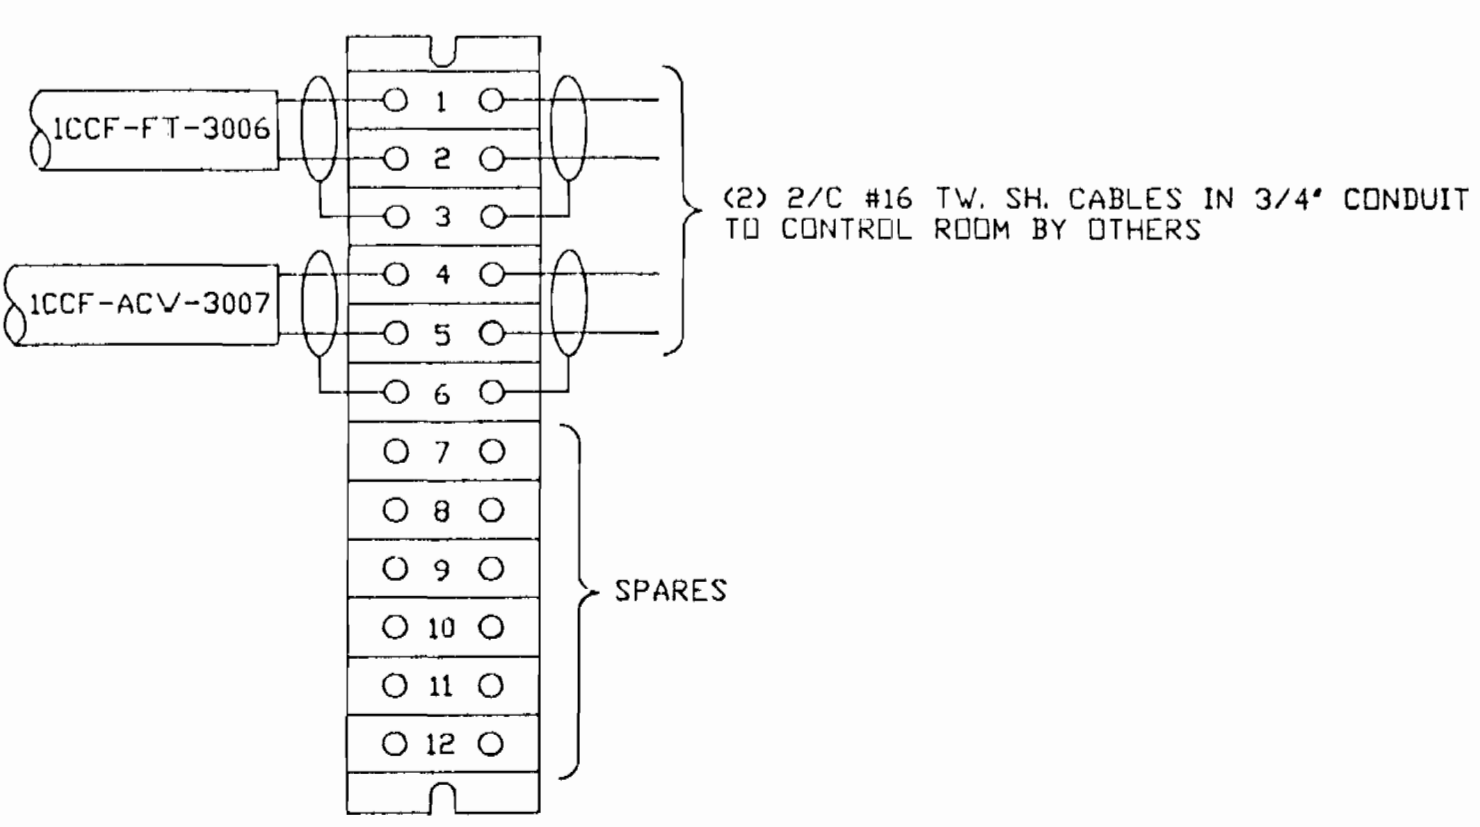 1CCF-FT-3006
1
2
3
(2) 2/C #16 TW. SH. CABLES IN 3/4" CONDUIT
TO CONTROL ROOM BY OTHERS
1CCF-ACV-3007
4
5
6
7
8
9
SPARES
10
11
12